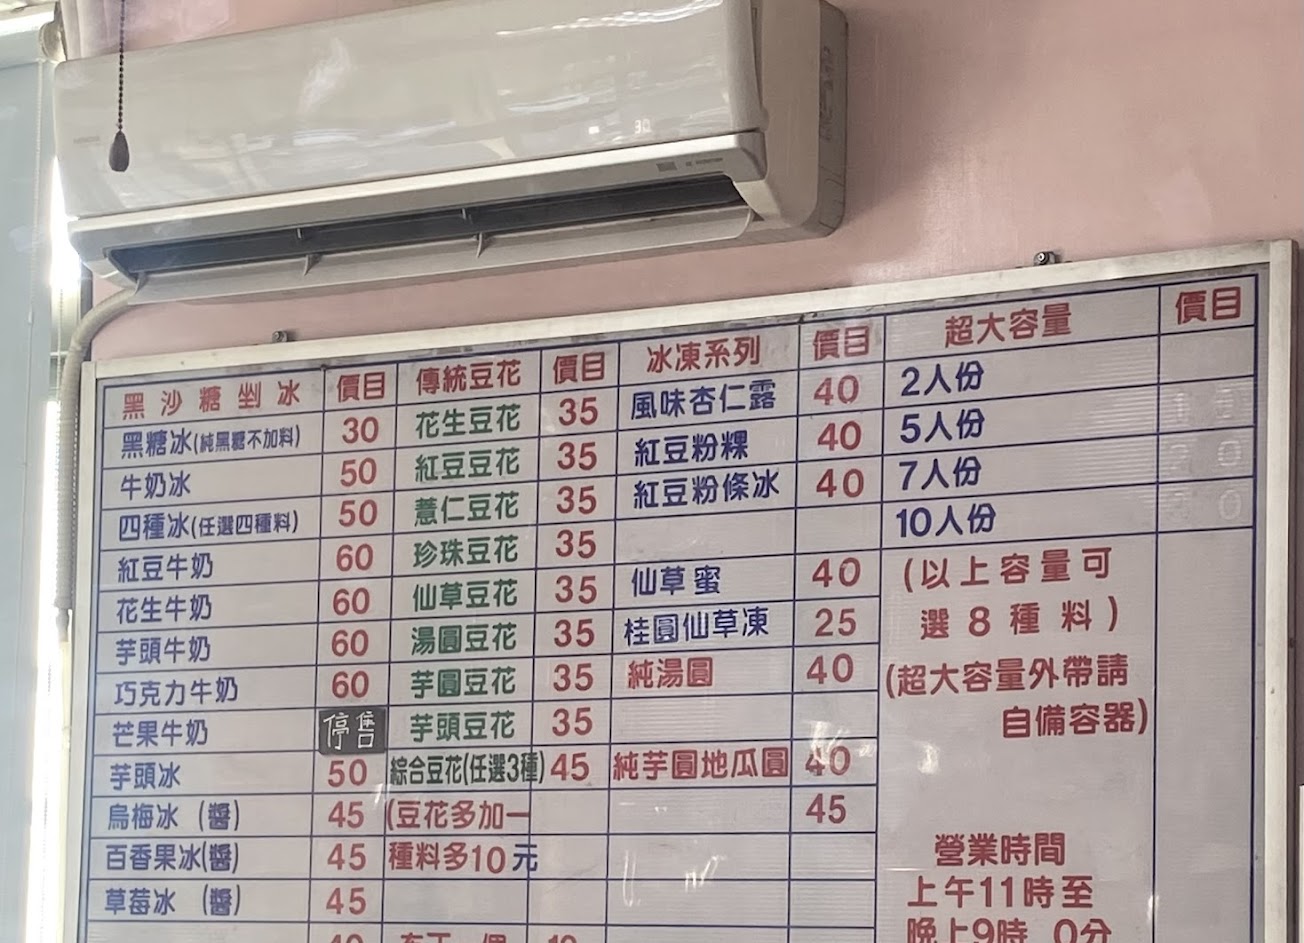 黑沙糖剉冰 價目 傳統豆花 價目 冰凍系列 價目 超大容量 價目
黑糖冰(純黑糖不加料) 30 花生豆花 35 風味杏仁露 40 2人份
牛奶冰 50 紅豆豆花 35 紅豆粉粿 40 5人份
四種冰(任選四種料) 50 薏仁豆花 35 紅豆粉條冰 40 7人份
紅豆牛奶 60 珍珠豆花 35 10人份
花生牛奶 60 仙草豆花 35 仙草蜜 40 (以上容量可
芋頭牛奶 60 湯圓豆花 35 桂圓仙草凍 25 選8種料)
巧克力牛奶 60 芋圓豆花 35 純湯圓 40 (超大容量外帶請
芒果牛奶 停售 芋頭豆花 35 自備容器)
芋頭冰 50 綜合豆花(任選3種) 45 純芋圓地瓜圓 40
烏梅冰(醬) 45 (豆花多加一 45
百香果冰(醬) 45 種料多10元 營業時間
草莓冰(醬) 45 上午11時至
晚上9時 0分